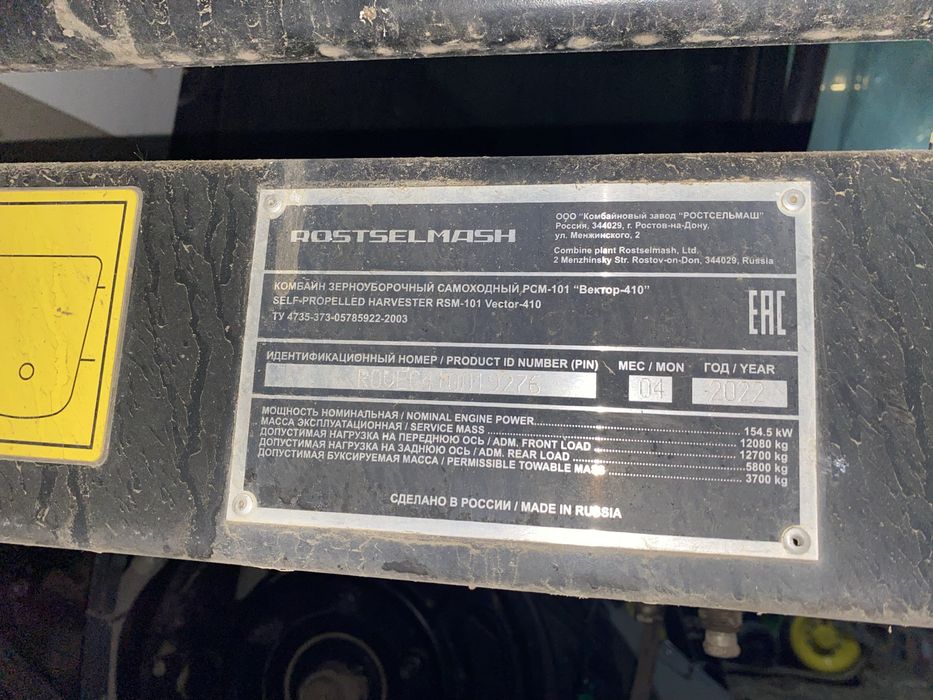 ROSTSELMASH
ООО "Комбайновый завод "РОСТСЕЛЬМАШ"
Россия, 344029, г. Ростов-на-Дону,
ул. Менжинского, 2
Combine plant Rostselmash, Ltd.
2 Menzhinsky Str. Rostov-on-Don, 344029, Russia
КОМБАЙН ЗЕРНОУБОРОЧНЫЙ САМОХОДНЫЙ РСМ-101 "Вектор-410"
SELF-PROPELLED HARVESTER RSM-101 Vector-410
ТУ 4735-373-05785922-2003
EAC
ИДЕНТИФИКАЦИОННЫЙ НОМЕР / PRODUCT ID NUMBER (PIN) МЕС / MON ГОД / YEAR
04 2022
МОЩНОСТЬ НОМИНАЛЬНАЯ / NOMINAL ENGINE POWER 154.5 kW
МАССА ЭКСПЛУАТАЦИОННАЯ / SERVICE MASS 12080 kg
ДОПУСТИМАЯ НАГРУЗКА НА ПЕРЕДНЮЮ ОСЬ / ADM. FRONT LOAD 12700 kg
ДОПУСТИМАЯ НАГРУЗКА НА ЗАДНЮЮ ОСЬ / ADM. REAR LOAD 5800 kg
ДОПУСТИМАЯ БУКСИРУЕМАЯ МАССА / PERMISSIBLE TOWABLE MASS 3700 kg
СДЕЛАНО В РОССИИ / MADE IN RUSSIA